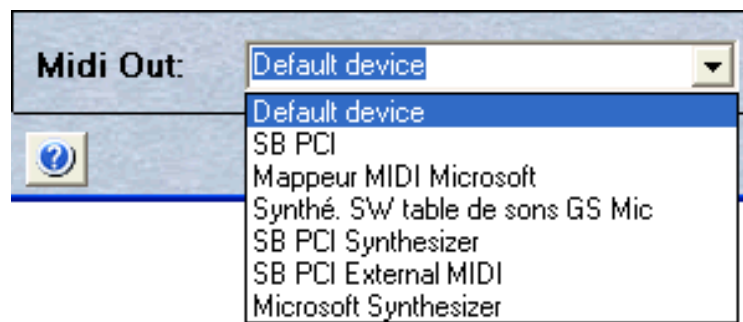 Midi Out: Default device
Default device
SB PCI
Mappeur MIDI Microsoft
Synthé. SW table de sons GS Mic
SB PCI Synthesizer
SB PCI External MIDI
Microsoft Synthesizer